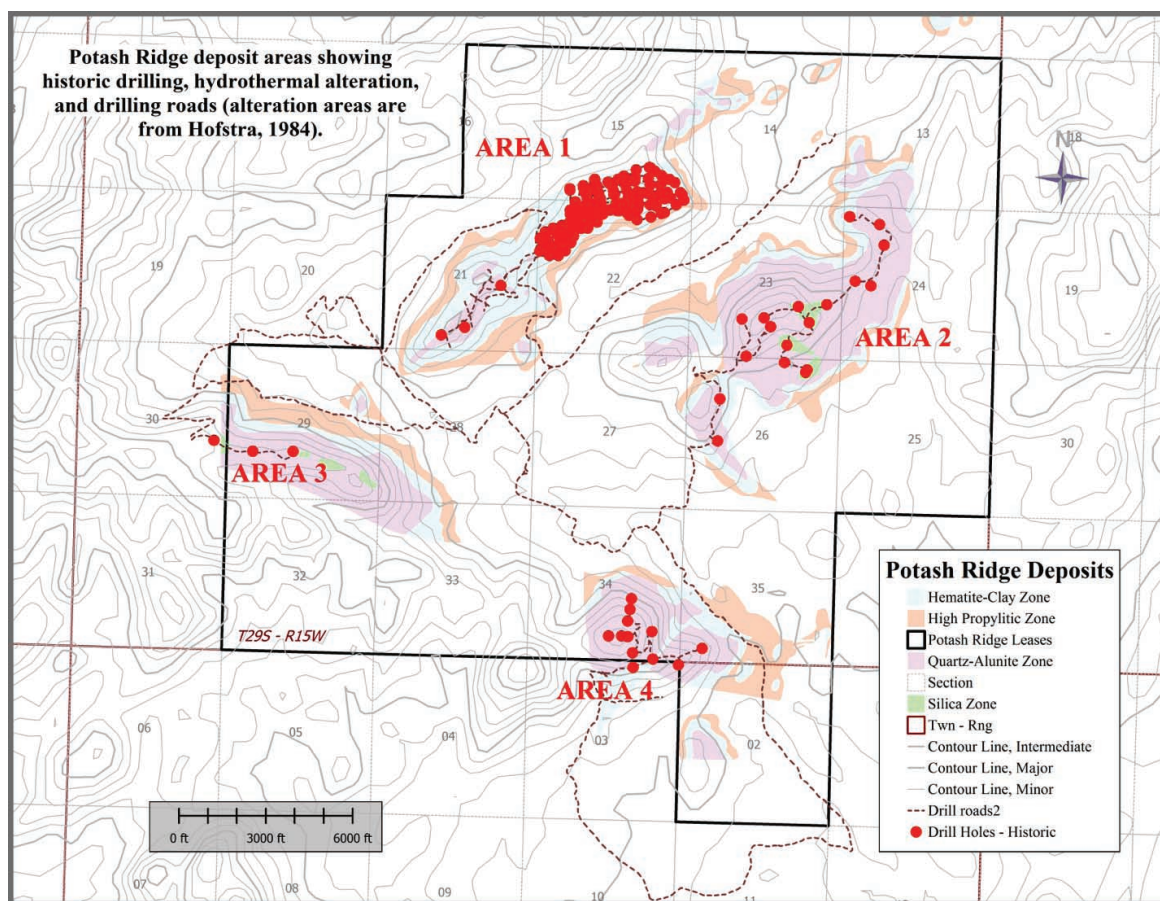 Potash Ridge deposit areas showing
historic drilling, hydrothermal alteration,
and drilling roads (alteration areas are
from Hofstra, 1984).
16
15
14
13
18
N
AREA 1
19
20
21
22
23
24
19
AREA 2
30
29
28
27
26
25
30
AREA 3
31
32
33
34
35
T29S - R15W
AREA 4
06
05
04
03
02
07
08
09
10
11
0 ft
3000 ft
6000 ft
Potash Ridge Deposits
Hematite-Clay Zone
High Propylitic Zone
Potash Ridge Leases
Quartz-Alunite Zone
Section
Silica Zone
Twn - Rng
Contour Line, Intermediate
Contour Line, Major
Contour Line, Minor
Drill roads2
Drill Holes - Historic